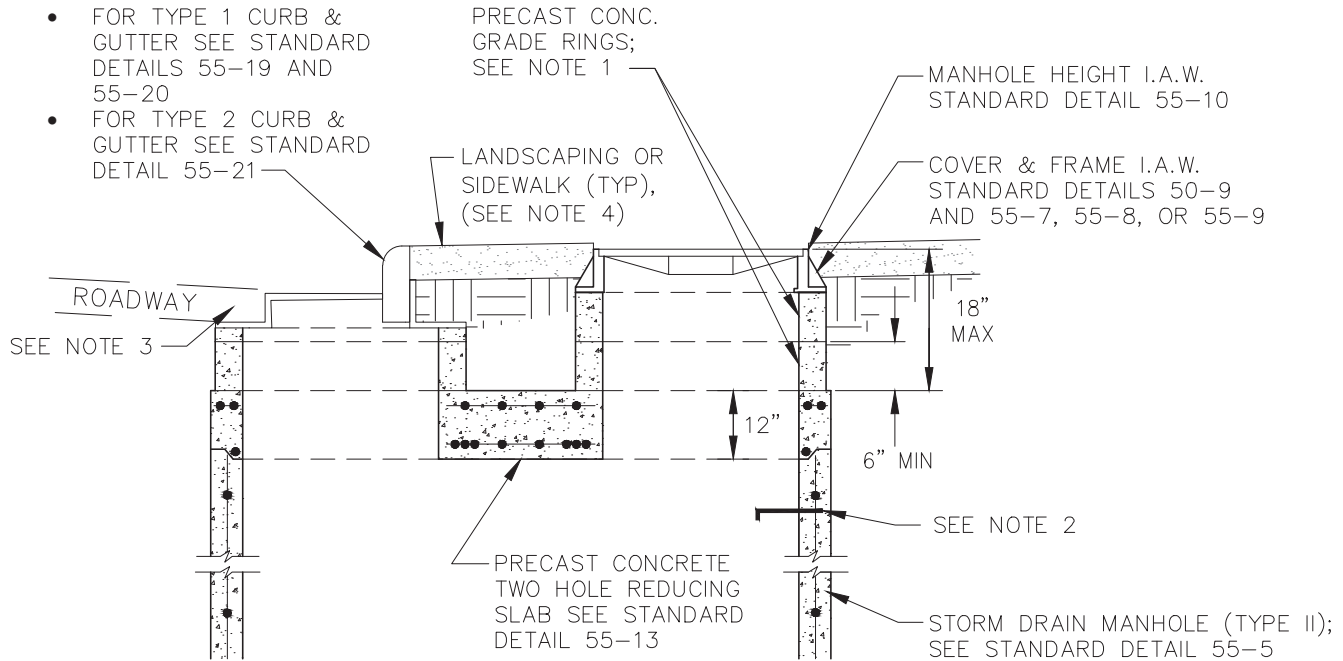 • FOR TYPE 1 CURB &
GUTTER SEE STANDARD
DETAILS 55-19 AND
55-20
• FOR TYPE 2 CURB &
GUTTER SEE STANDARD
DETAIL 55-21
PRECAST CONC.
GRADE RINGS;
SEE NOTE 1
MANHOLE HEIGHT I.A.W.
STANDARD DETAIL 55-10
LANDSCAPING OR
SIDEWALK (TYP),
(SEE NOTE 4)
COVER & FRAME I.A.W.
STANDARD DETAILS 50-9
AND 55-7, 55-8, OR 55-9
ROADWAY
SEE NOTE 3
18"
MAX
12"
6" MIN
SEE NOTE 2
PRECAST CONCRETE
TWO HOLE REDUCING
SLAB SEE STANDARD
DETAIL 55-13
STORM DRAIN MANHOLE (TYPE II);
SEE STANDARD DETAIL 55-5